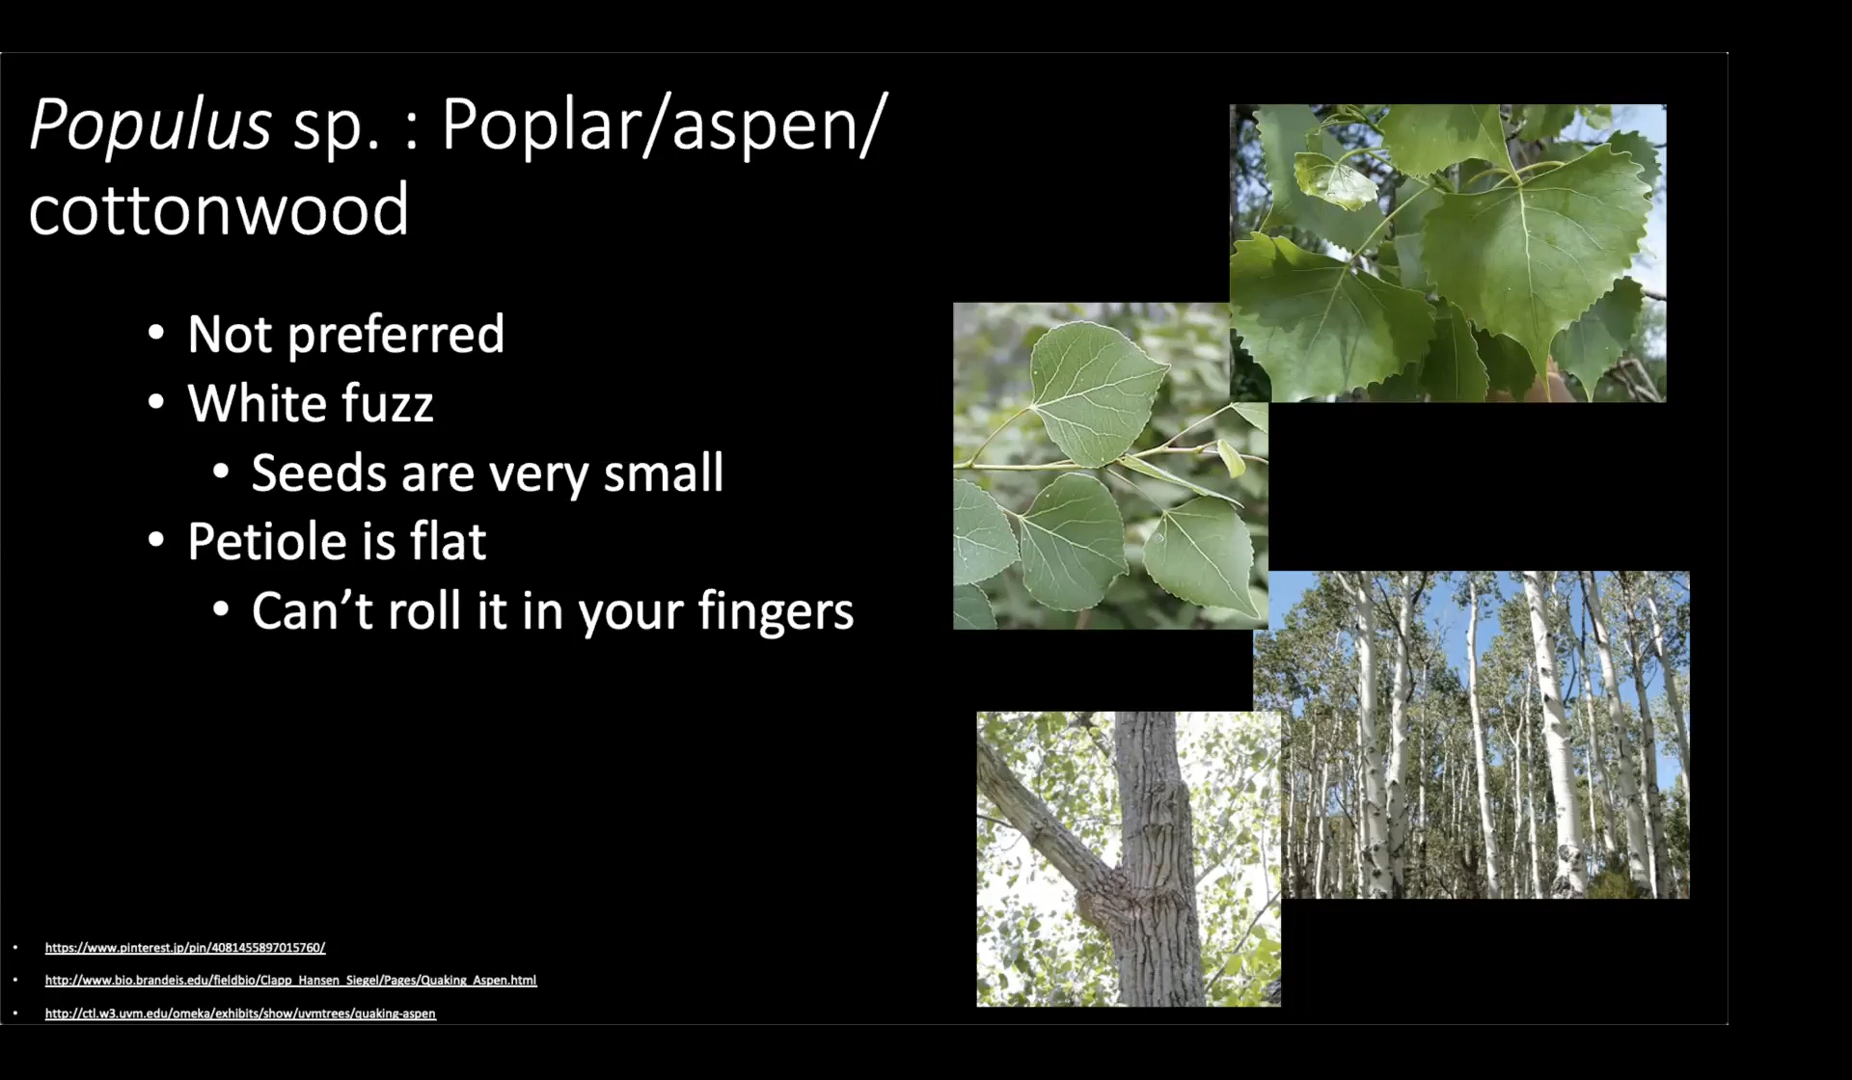 Populus sp. : Poplar/aspen/
cottonwood
• Not preferred
• White fuzz
• Seeds are very small
• Petiole is flat
• Can’t roll it in your fingers
• https://www.pinterest.jp/pin/4081455897015760/
• http://www.bio.brandeis.edu/fieldbio/Clapp_Hansen_Siegel/Pages/Quaking_Aspen.html
• http://ctl.w3.uvm.edu/omeka/exhibits/show/uvmtrees/quaking-aspen